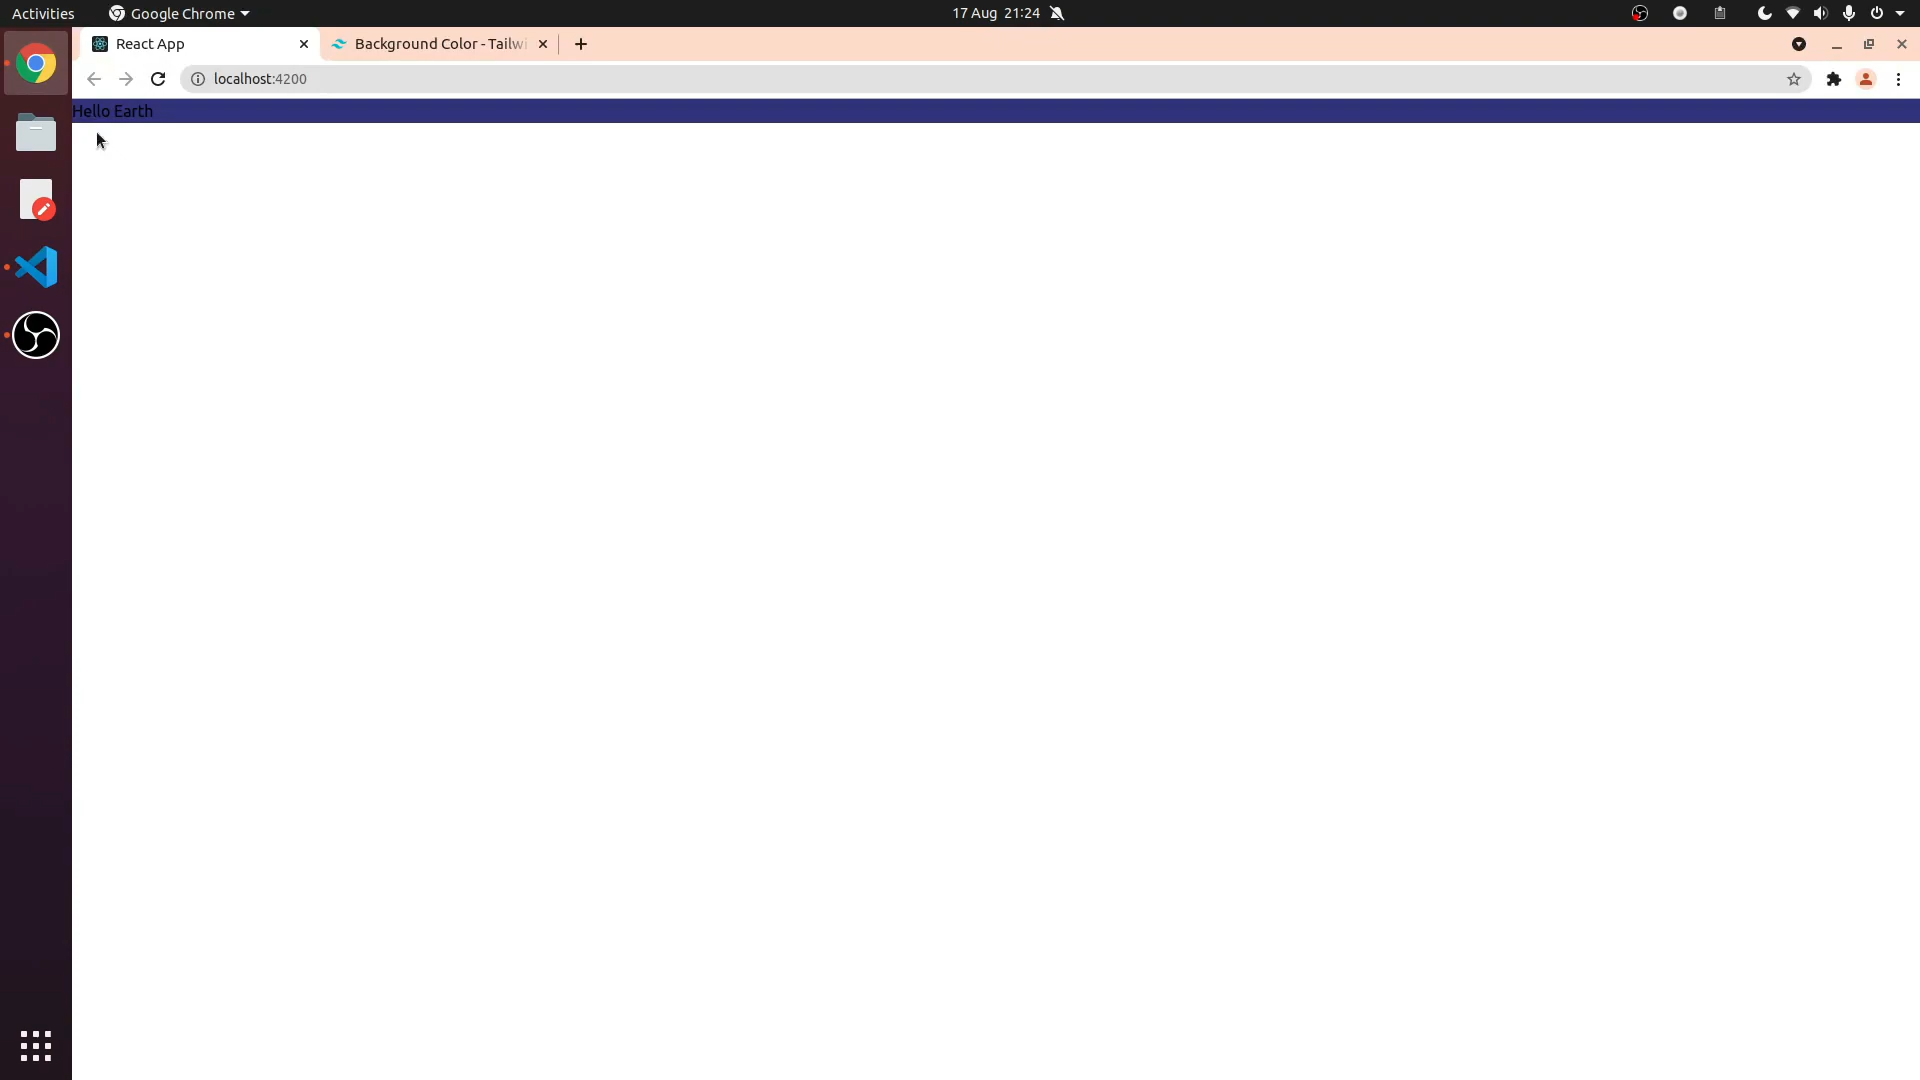 Activities
Google Chrome
17 Aug 21:24
React App
Background Color - Tailwi
localhost:4200
Hello Earth